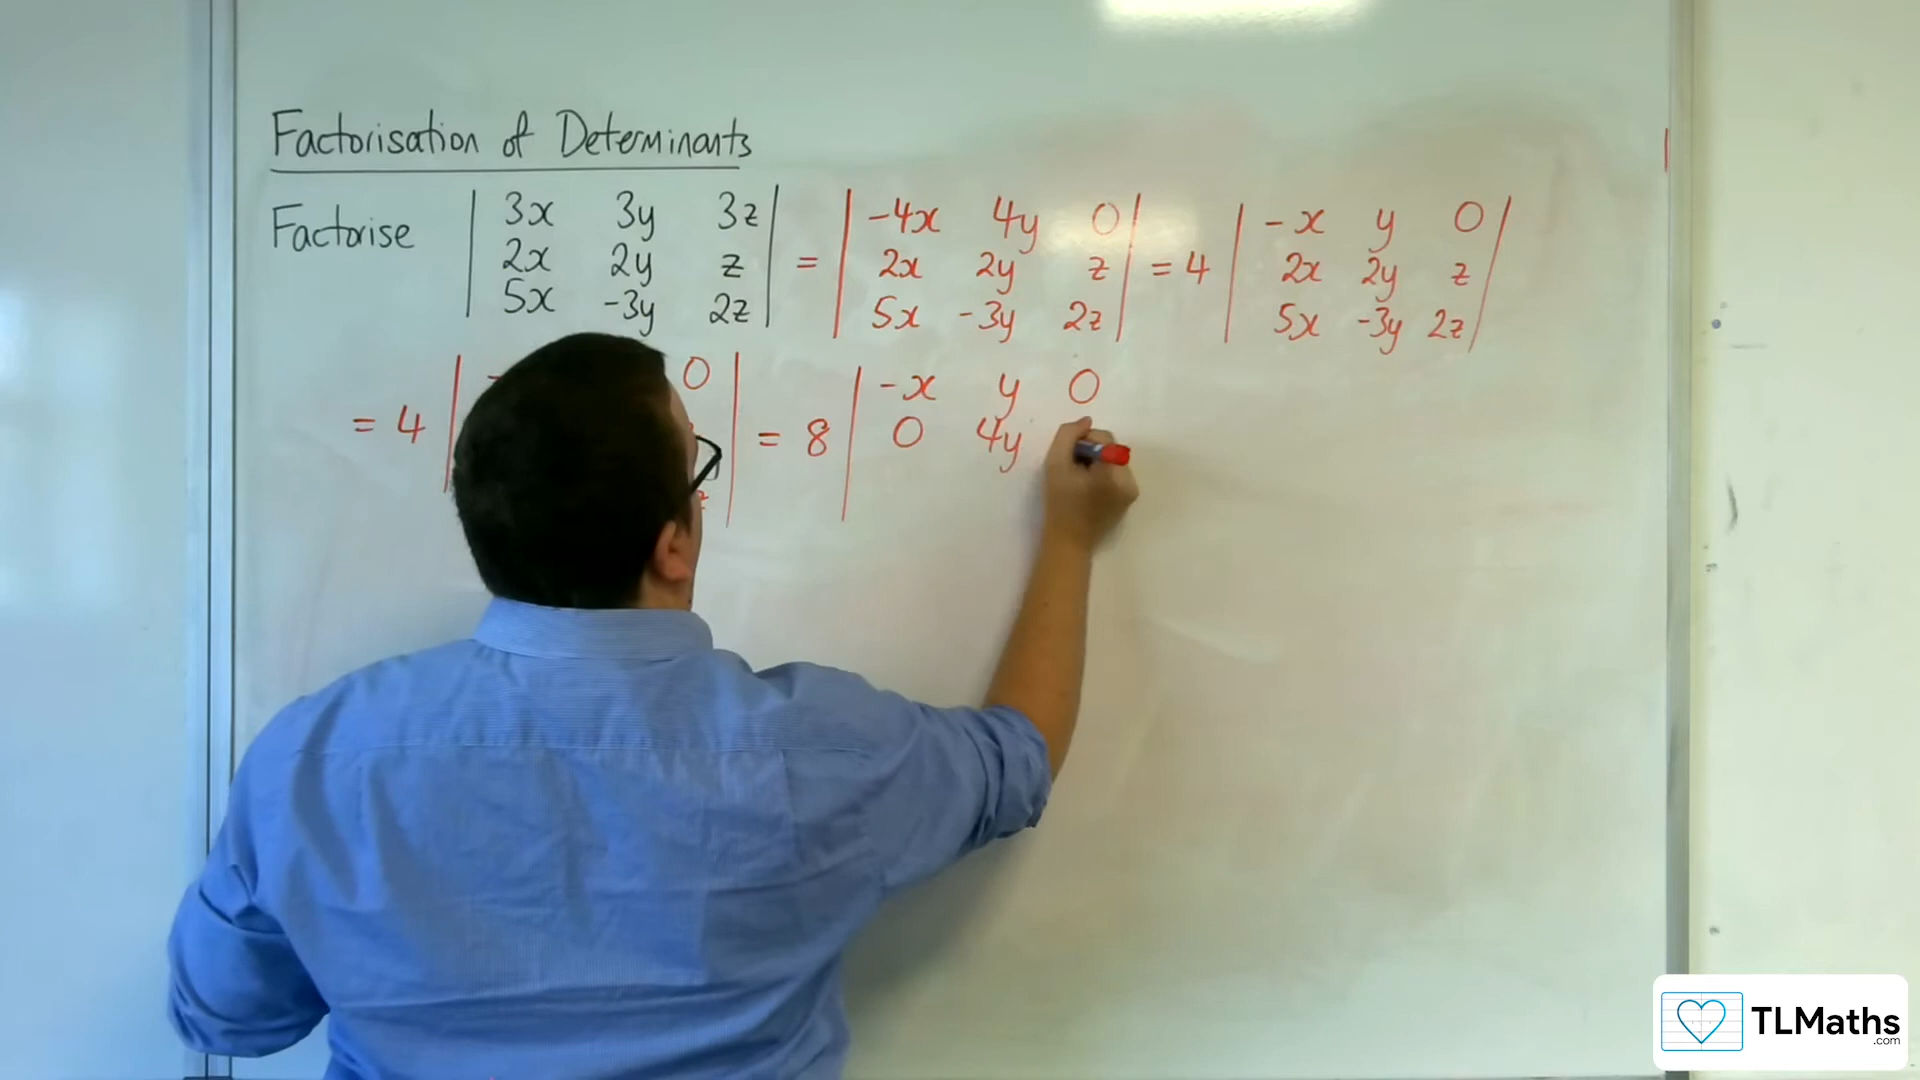 Factorisation of Determinants
Factorise | 3x 3y 3z | = | -4x 4y 0 | = 4 | -x y 0 |
2x 2y z 2x 2y z 2x 2y z
5x -3y 2z 5x -3y 2z 5x -3y 2z
= 4 | - 0 | = 8 | -x y 0
0 4y
z
TLMaths
.com